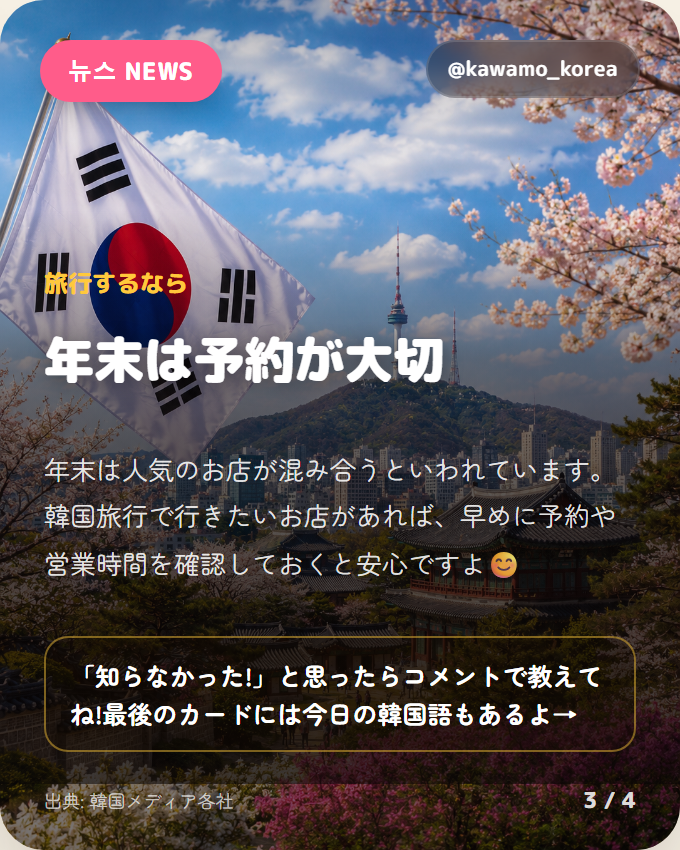 뉴스 NEWS
@kawamo_korea
旅行するなら
年末は予約が大切
年末は人気のお店が混み合うといわれています。
韓国旅行で行きたいお店があれば、早めに予約や
営業時間を確認しておくと安心ですよ😊
「知らなかった!」と思ったらコメントで教えて
ね!最後のカードには今日の韓国語もあるよ→
出典: 韓国メディア各社
3 / 4